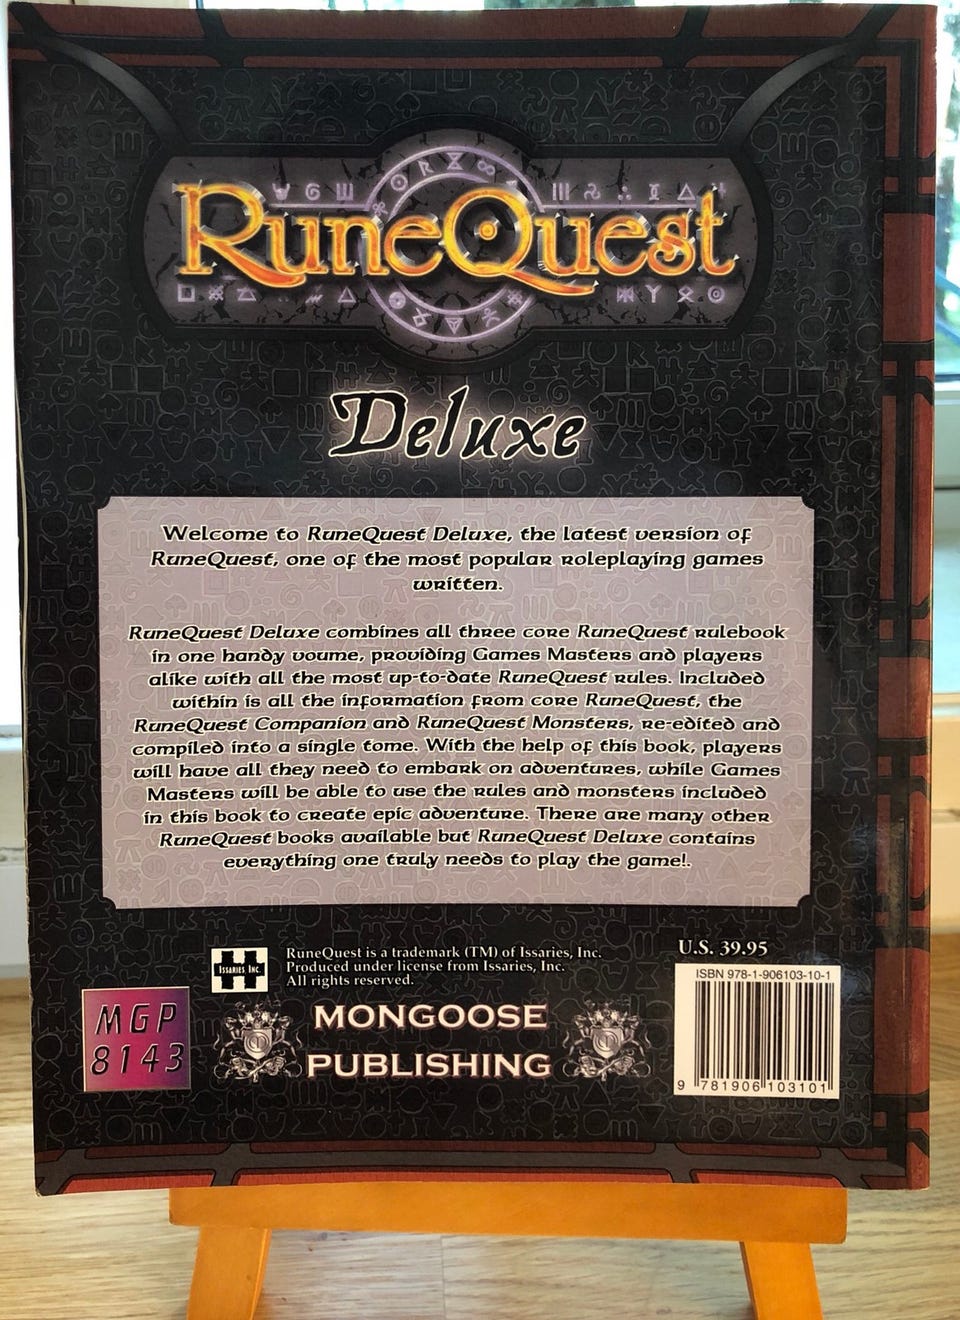 RuneQuest
Deluxe
Welcome to RuneQuest Deluxe, the latest version of
RuneQuest, one of the most popular roleplaying games
written.
RuneQuest Deluxe combines all three core RuneQuest rulebook
in one handy voume, providing Games Masters and players
alike with all the most up-to-date RuneQuest rules. Included
within is all the information from core RuneQuest, the
RuneQuest Companion and RuneQuest Monsters, re-edited and
compiled into a single tome. With the help of this book, players
will have all they need to embark on adventures, while Games
Masters will be able to use the rules and monsters included
in this book to create epic adventure. There are many other
RuneQuest books available but RuneQuest Deluxe contains
everything one truly needs to play the game!.
Issaries Inc.
RuneQuest is a trademark (TM) of Issaries, Inc.
Produced under license from Issaries, Inc.
All rights reserved.
U.S. 39.95
ISBN 978-1-906103-10-1
9 781906 103101
MGP
8143
MONGOOSE
PUBLISHING